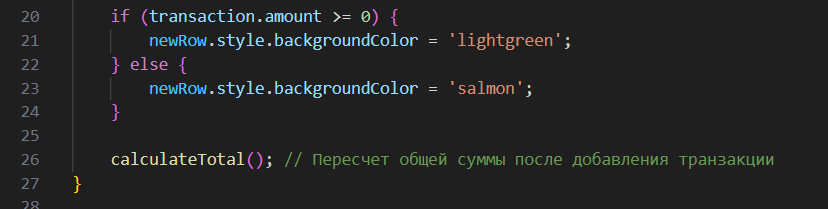 20 if (transaction.amount >= 0) {
21 newRow.style.backgroundColor = 'lightgreen';
22 } else {
23 newRow.style.backgroundColor = 'salmon';
24 }
25
26 calculateTotal(); // Пересчет общей суммы после добавления транзакции
27 }
28